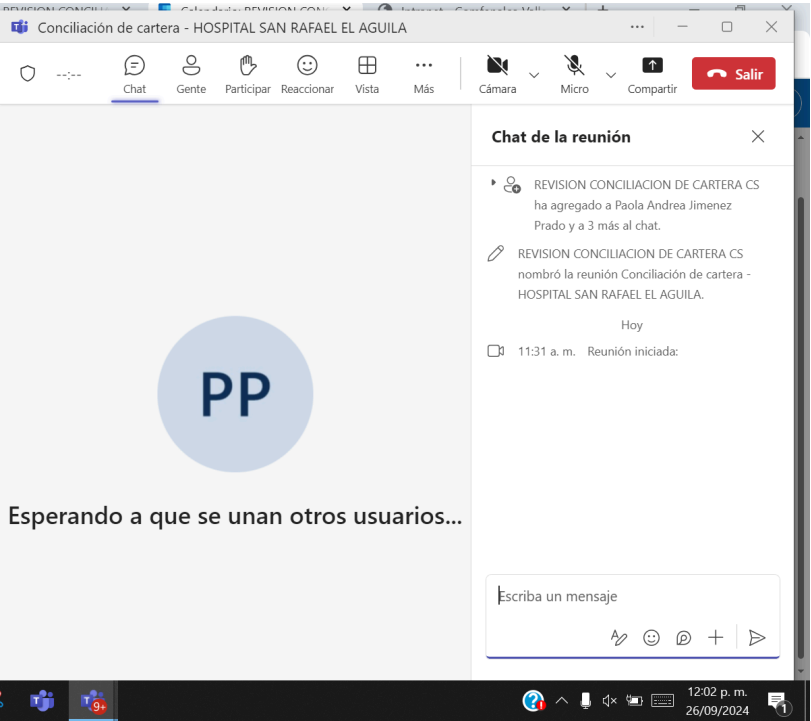 Conciliación de cartera - HOSPITAL SAN RAFAEL EL AGUILA
--:--
Chat
Gente
Participar
Reaccionar
Vista
Más
Cámara
Micro
Compartir
Salir
Chat de la reunión
REVISION CONCILIACION DE CARTERA CS
ha agregado a Paola Andrea Jimenez
Prado y a 3 más al chat.
REVISION CONCILIACION DE CARTERA CS
nombró la reunión Conciliación de cartera -
HOSPITAL SAN RAFAEL EL AGUILA.
Hoy
11:31 a. m. Reunión iniciada:
PP
Esperando a que se unan otros usuarios...
Escriba un mensaje
9+
12:02 p. m.
26/09/2024
1